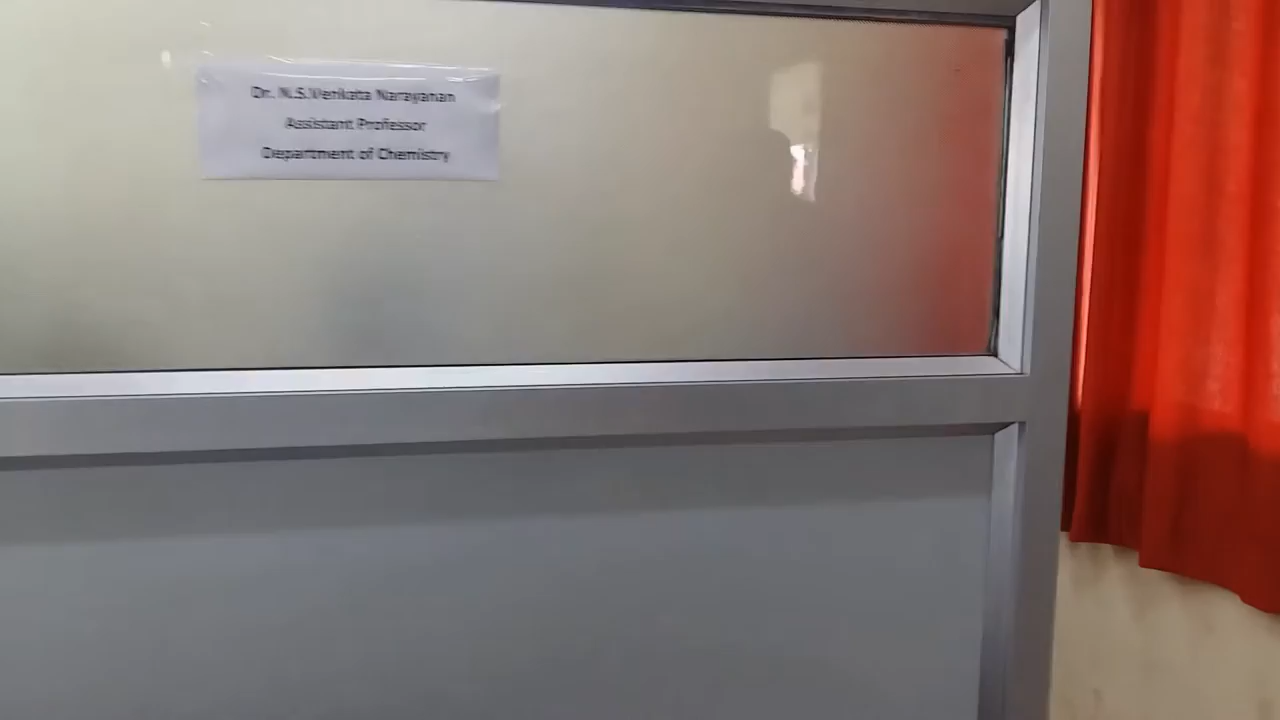 Dr. N.S.Venkata Narayanan
Assistant Professor
Department of Chemistry